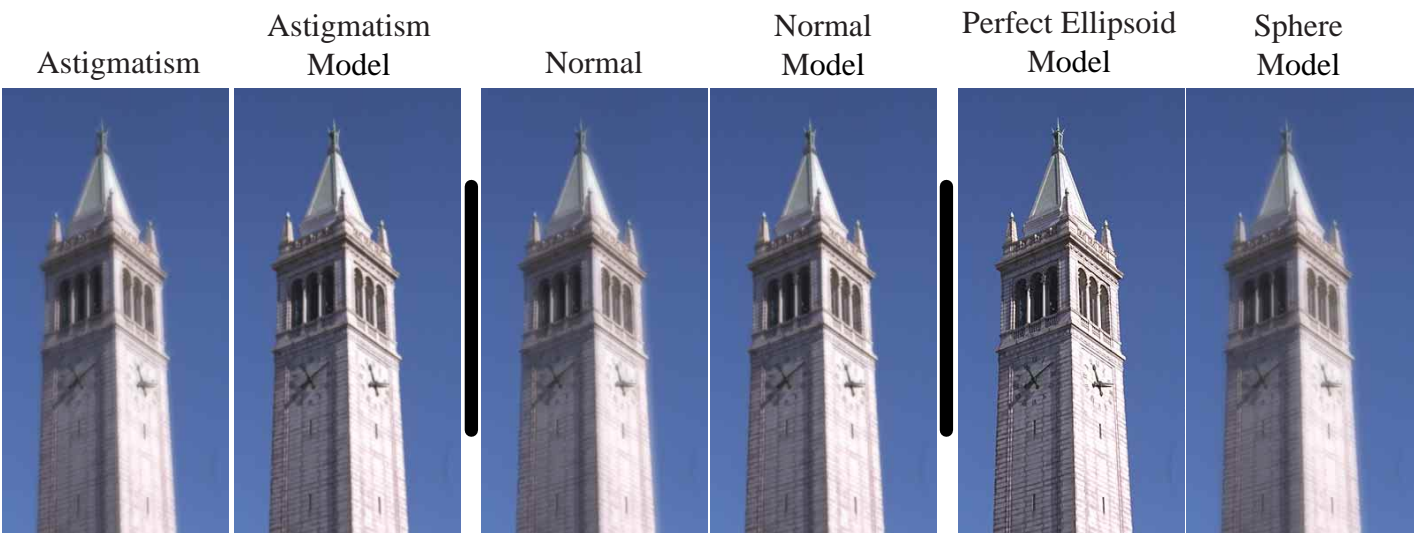 Astigmatism
Astigmatism
Model
Normal
Normal
Model
Perfect Ellipsoid
Model
Sphere
Model